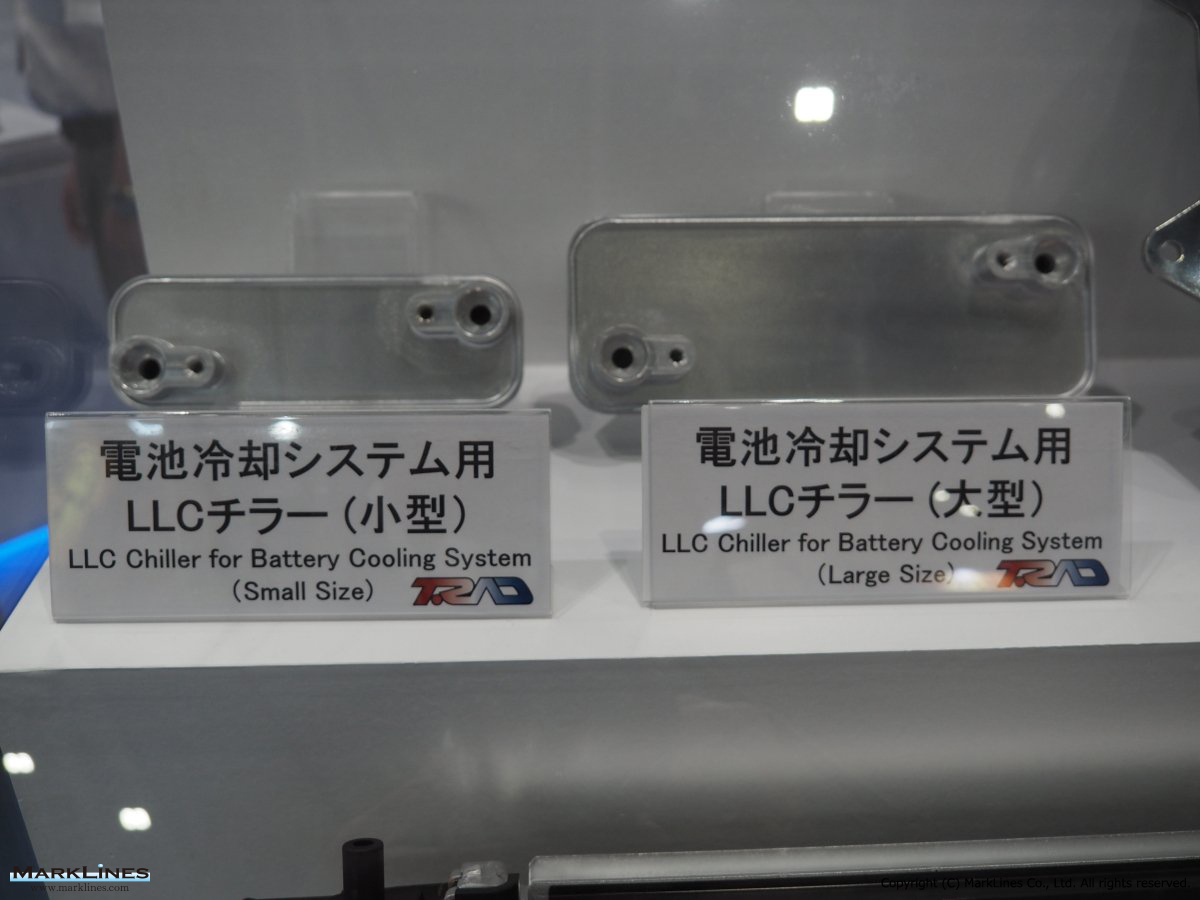 電池冷却システム用
LLCチラー(小型)
LLC Chiller for Battery Cooling System
(Small Size)
T.RAD
電池冷却システム用
LLCチラー(大型)
LLC Chiller for Battery Cooling System
(Large Size)
T.RAD
MARKLINES
www.marklines.com
Copyright (C) MarkLines Co., Ltd. All rights reserved.